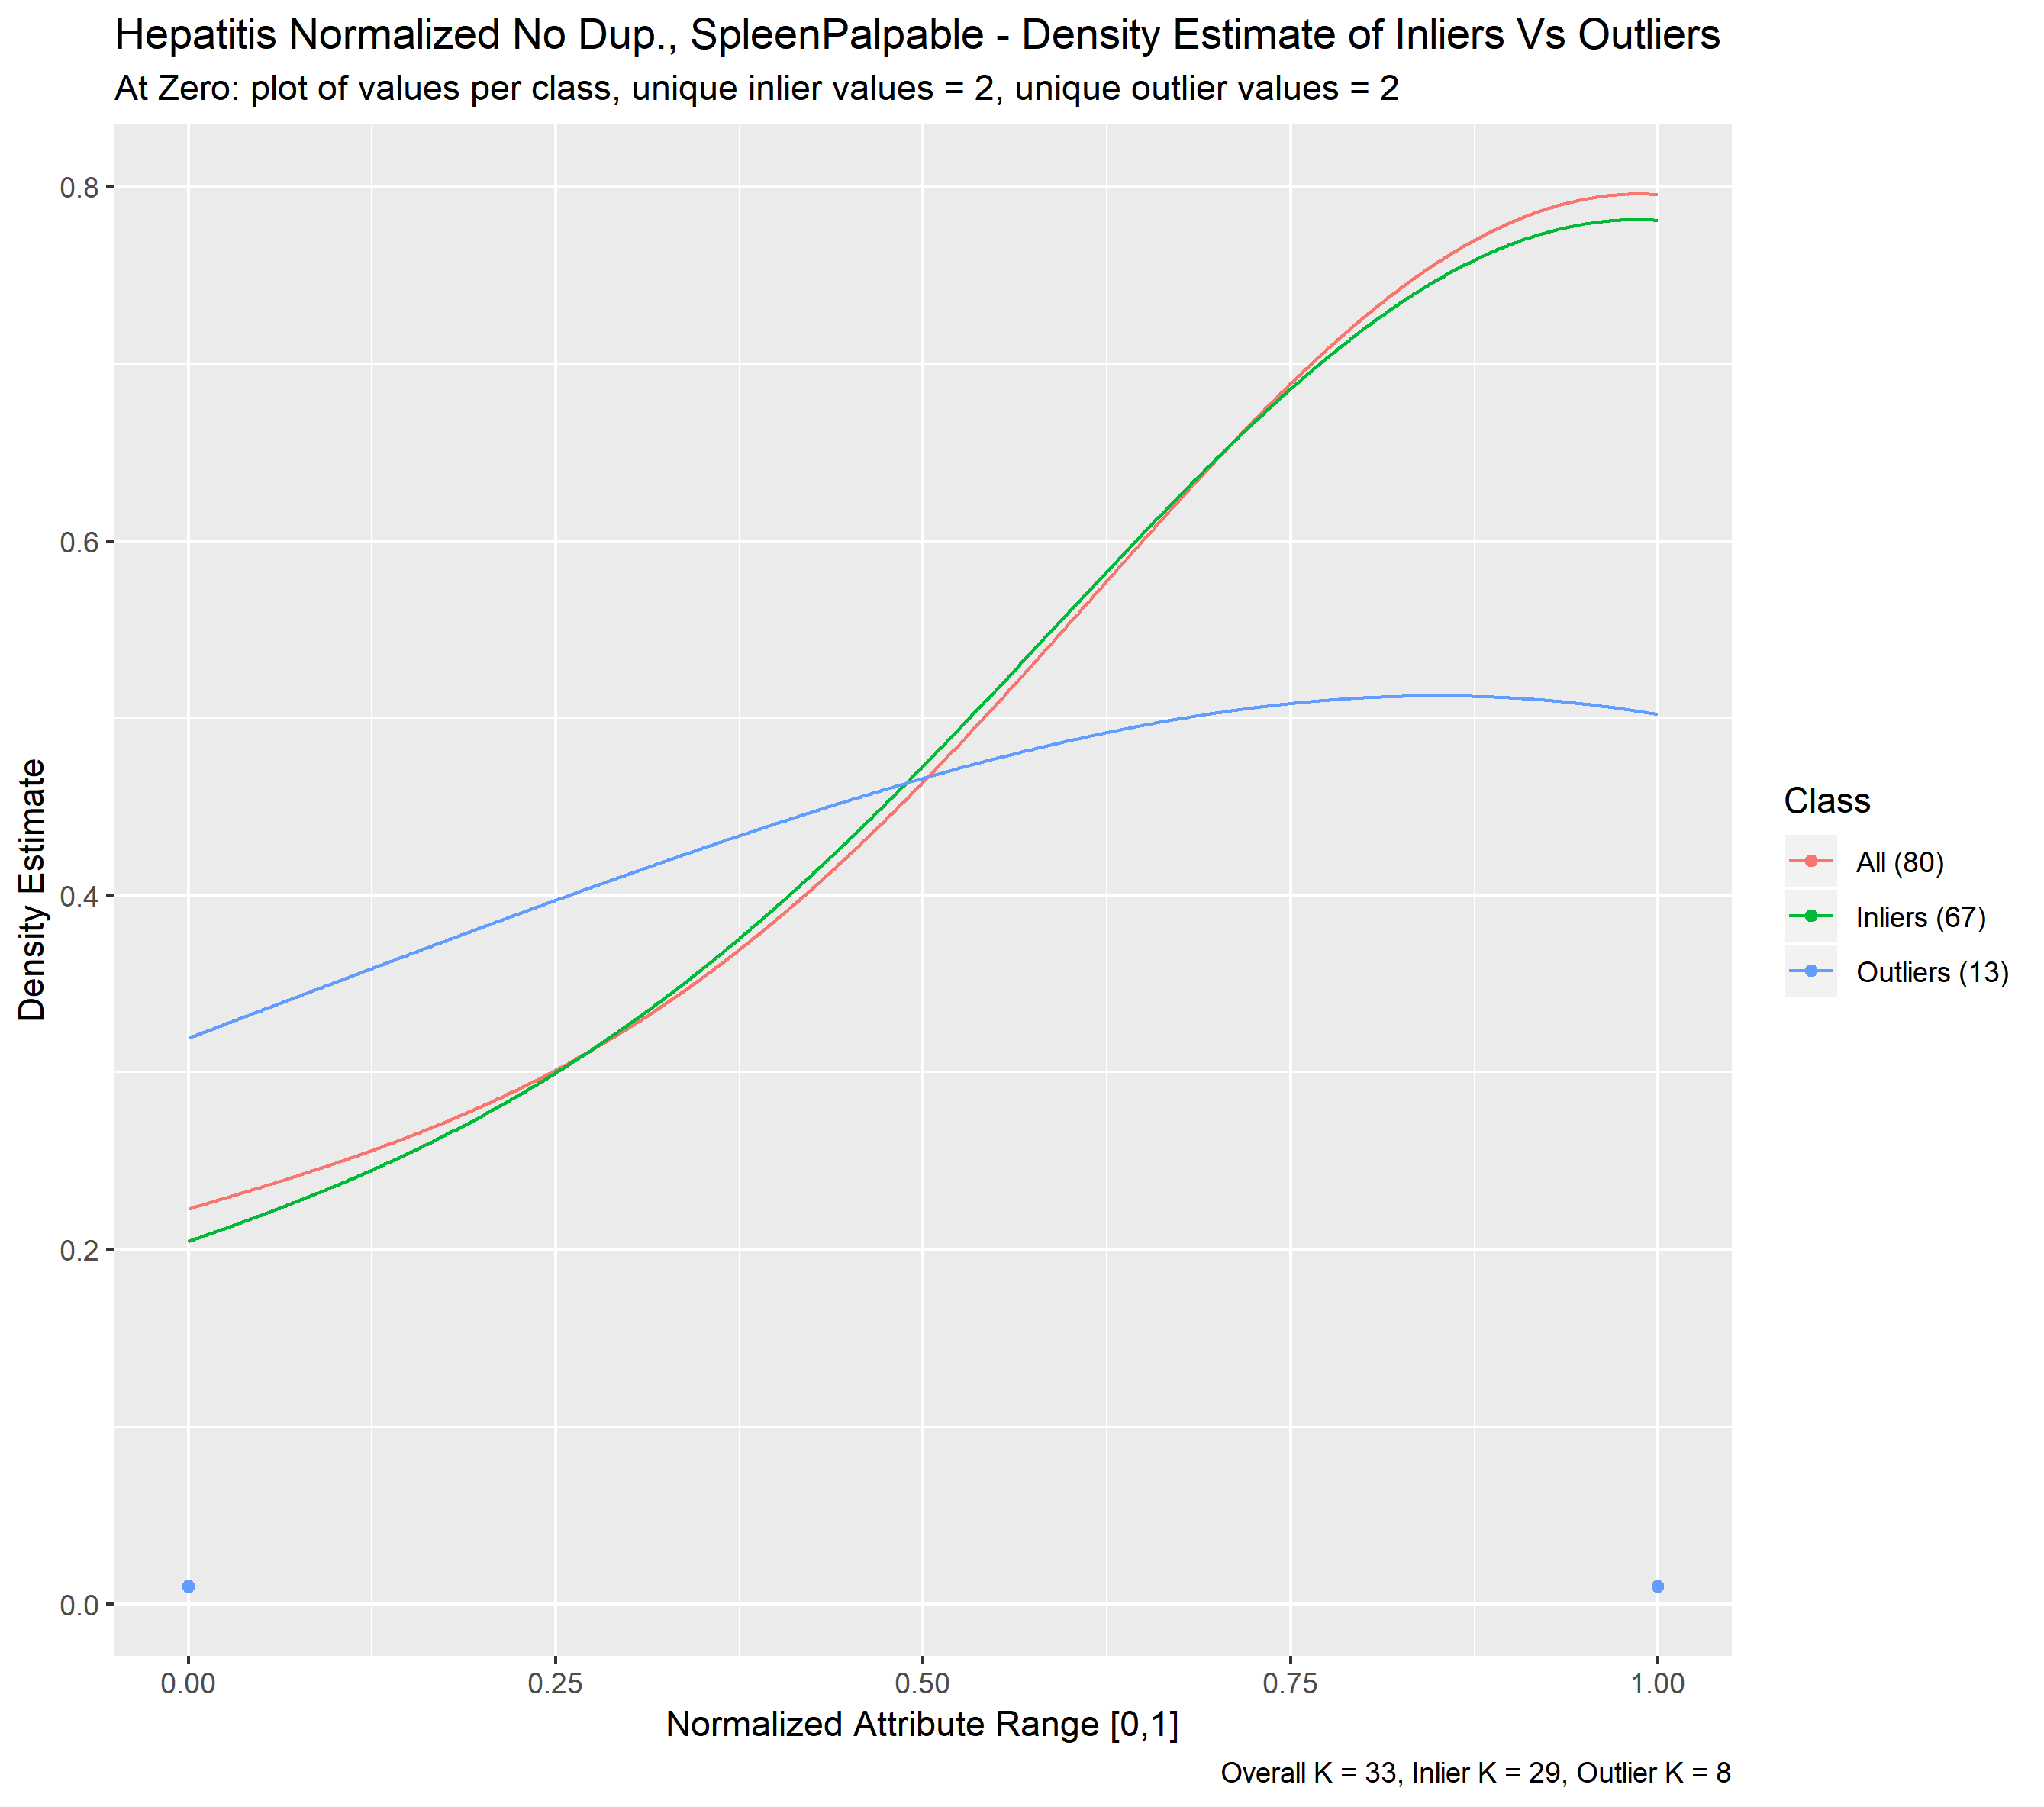 Hepatitis Normalized No Dup., SpleenPalpable - Density Estimate of Inliers Vs Outliers
At Zero: plot of values per class, unique inlier values = 2, unique outlier values = 2
Density Estimate
0.8
0.6
0.4
0.2
0.0
0.00 0.25 0.50 0.75 1.00
Normalized Attribute Range [0,1]
Class
All (80)
Inliers (67)
Outliers (13)
Overall K = 33, Inlier K = 29, Outlier K = 8